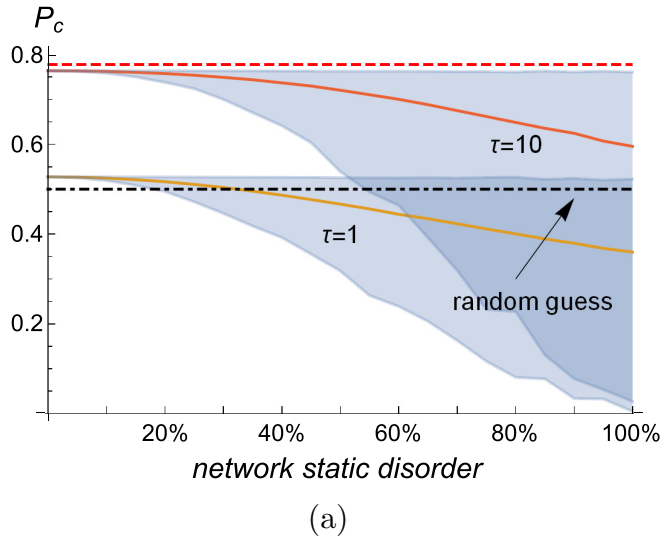 P_c
0.8
0.6
τ=10
0.4
τ=1
random guess
0.2
20% 40% 60% 80% 100%
network static disorder
(a)